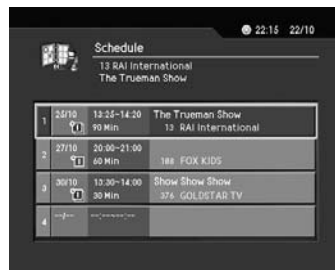 22:15 22/10
Schedule
13 RAI International
The Trueman Show
1 25/10 13:25~14:20 The Trueman Show
90 Min 13 RAI International
2 27/10 20:00~21:00
60 Min 188 FOX KIDS
3 30/10 13:30~14:00 Show Show Show
30 Min 376 GOLDSTAR TV
4 --/-- --:--~--:--